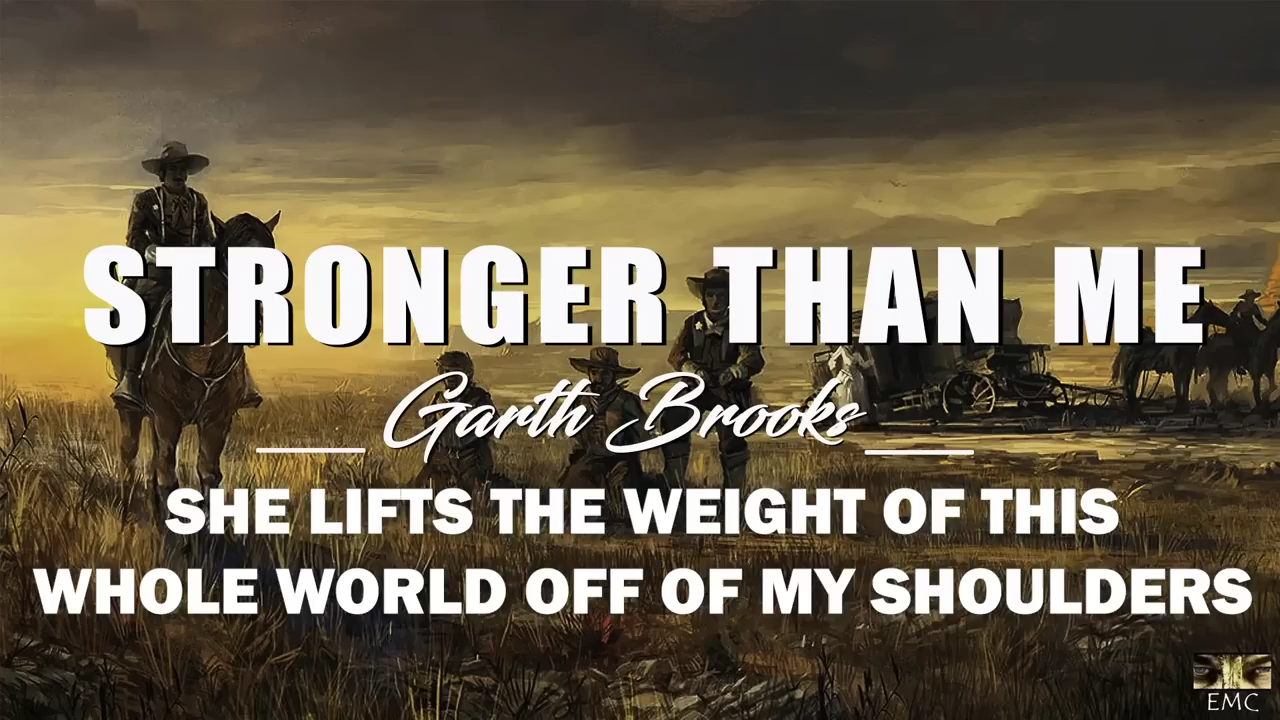 STRONGER THAN ME
Garth Brooks
SHE LIFTS THE WEIGHT OF THIS
WHOLE WORLD OFF OF MY SHOULDERS
EMC